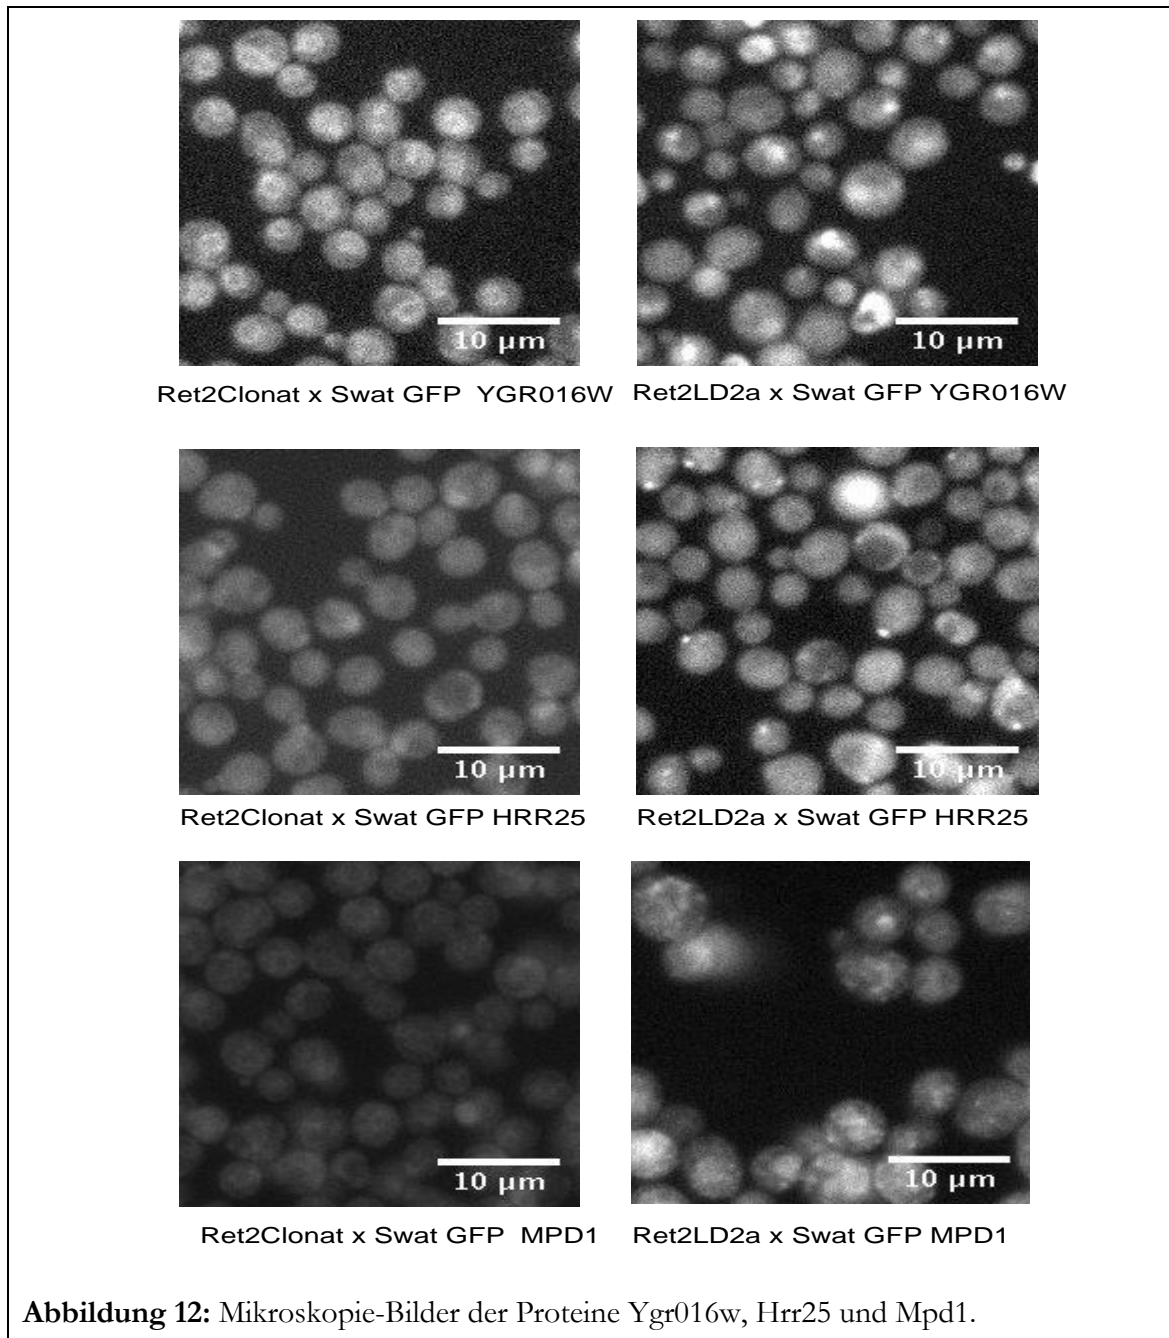 10 µm
10 µm
Ret2Clonat x Swat GFP YGR016W
Ret2LD2a x Swat GFP YGR016W
10 µm
10 µm
Ret2Clonat x Swat GFP HRR25
Ret2LD2a x Swat GFP HRR25
10 µm
10 µm
Ret2Clonat x Swat GFP MPD1
Ret2LD2a x Swat GFP MPD1
Abbildung 12: Mikroskopie-Bilder der Proteine Ygr016w, Hrr25 und Mpd1.